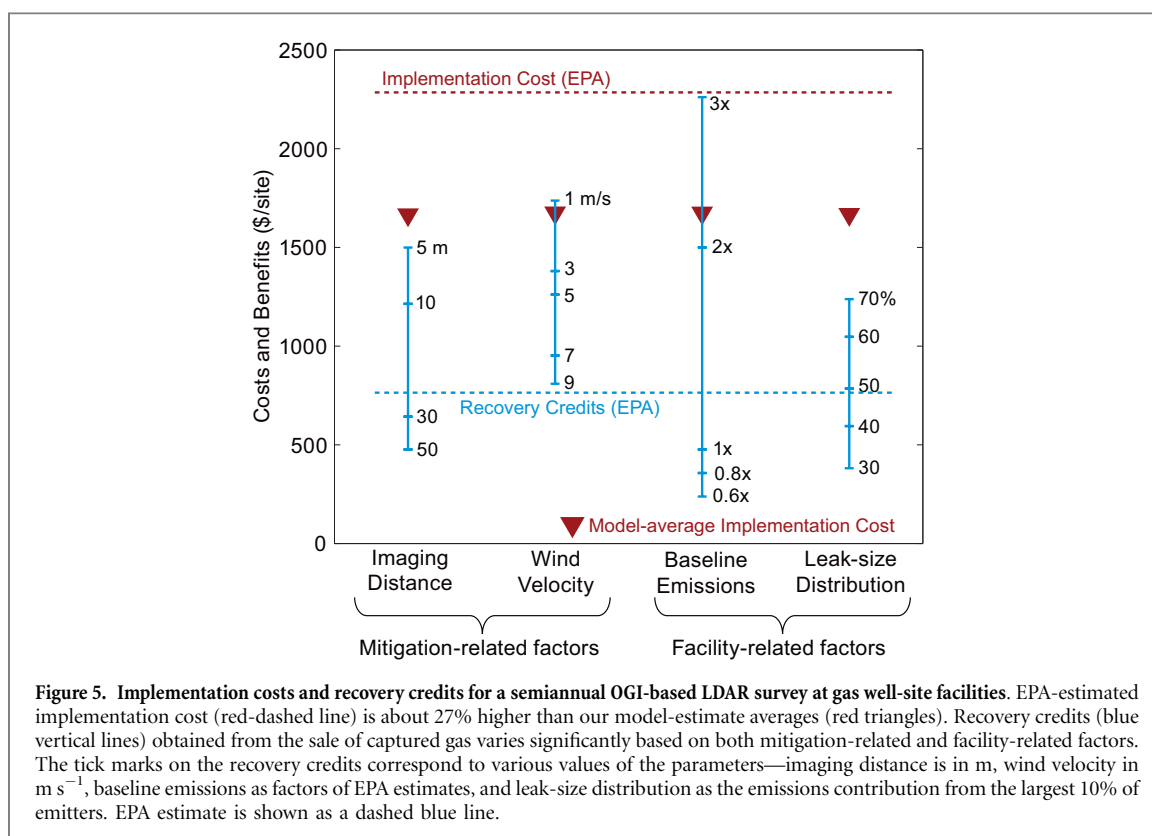 2500
2000
1500
1000
500
0
Costs and Benefits ($/site)
Implementation Cost (EPA)
3x
1 m/s
5 m
2x
3
10
5
70%
60
7
9
50
Recovery Credits (EPA)
30
40
50
1x
0.8x
30
0.6x
Model-average Implementation Cost
Imaging
Distance
Wind
Velocity
Baseline
Emissions
Leak-size
Distribution
Mitigation-related factors
Facility-related factors
Figure 5. Implementation costs and recovery credits for a semiannual OGI-based LDAR survey at gas well-site facilities. EPA-estimated
implementation cost (red-dashed line) is about 27% higher than our model-estimate averages (red triangles). Recovery credits (blue
vertical lines) obtained from the sale of captured gas varies significantly based on both mitigation-related and facility-related factors.
The tick marks on the recovery credits correspond to various values of the parameters—imaging distance is in m, wind velocity in
m s⁻¹, baseline emissions as factors of EPA estimates, and leak-size distribution as the emissions contribution from the largest 10% of
emitters. EPA estimate is shown as a dashed blue line.